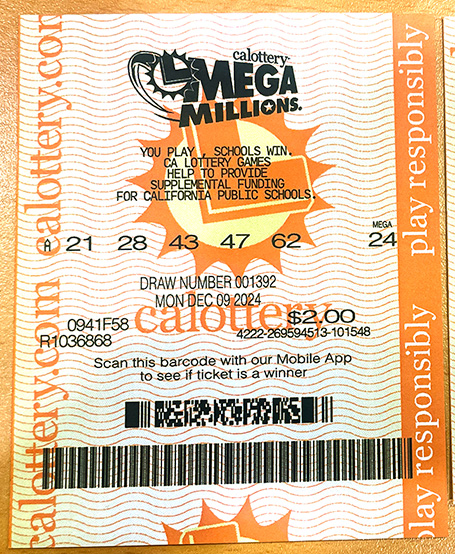 calottery
MEGA
MILLIONS.
YOU PLAY, SCHOOLS WIN.
CA LOTTERY GAMES
HELP TO PROVIDE
SUPPLEMENTAL FUNDING
FOR CALIFORNIA PUBLIC SCHOOLS.
MEGA
A 21 28 43 47 62 24
DRAW NUMBER 001392
MON DEC 09 2024
calottery
0941F58 $2.00
R1036868 4222-269594513-101548
Scan this barcode with our Mobile App
to see if ticket is a winner
calottery.com calottery.com
play responsibly
lay responsibly